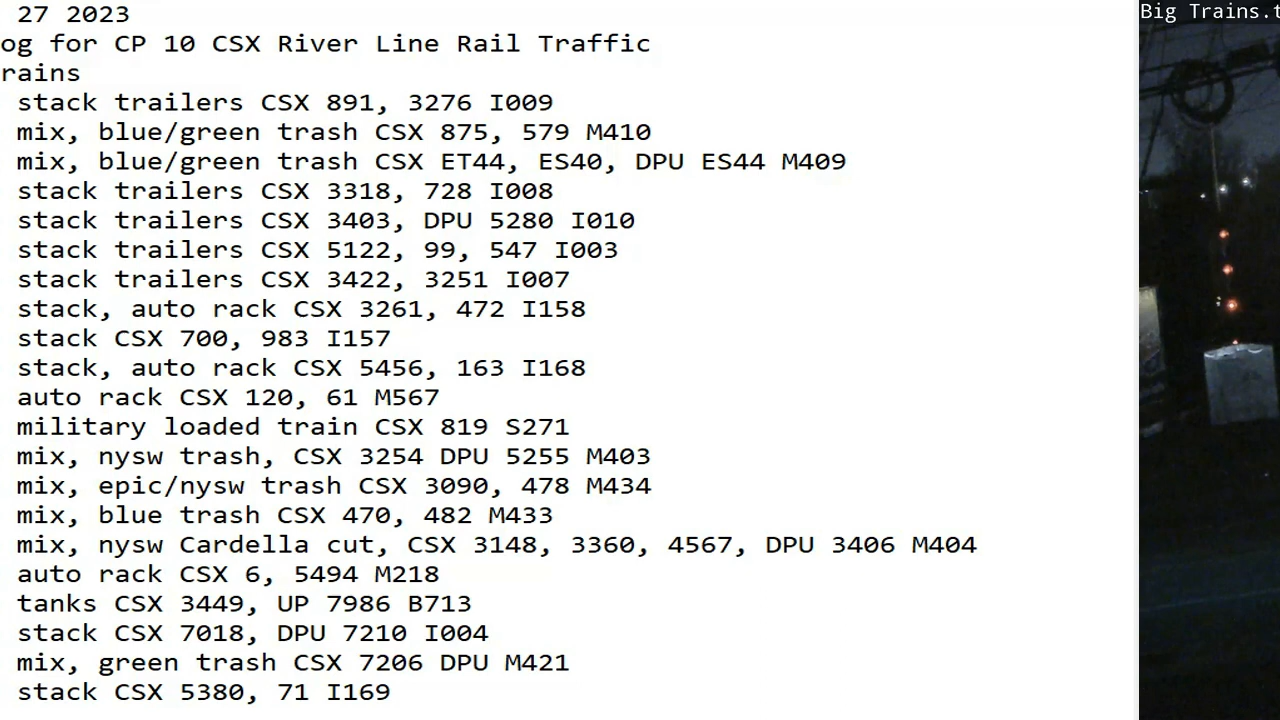 27 2023
og for CP 10 CSX River Line Rail Traffic
rains
stack trailers CSX 891, 3276 I009
mix, blue/green trash CSX 875, 579 M410
mix, blue/green trash CSX ET44, ES40, DPU ES44 M409
stack trailers CSX 3318, 728 I008
stack trailers CSX 3403, DPU 5280 I010
stack trailers CSX 5122, 99, 547 I003
stack trailers CSX 3422, 3251 I007
stack, auto rack CSX 3261, 472 I158
stack CSX 700, 983 I157
stack, auto rack CSX 5456, 163 I168
auto rack CSX 120, 61 M567
military loaded train CSX 819 S271
mix, nysw trash, CSX 3254 DPU 5255 M403
mix, epic/nysw trash CSX 3090, 478 M434
mix, blue trash CSX 470, 482 M433
mix, nysw Cardella cut, CSX 3148, 3360, 4567, DPU 3406 M404
auto rack CSX 6, 5494 M218
tanks CSX 3449, UP 7986 B713
stack CSX 7018, DPU 7210 I004
mix, green trash CSX 7206 DPU M421
stack CSX 5380, 71 I169
Big Trains.t